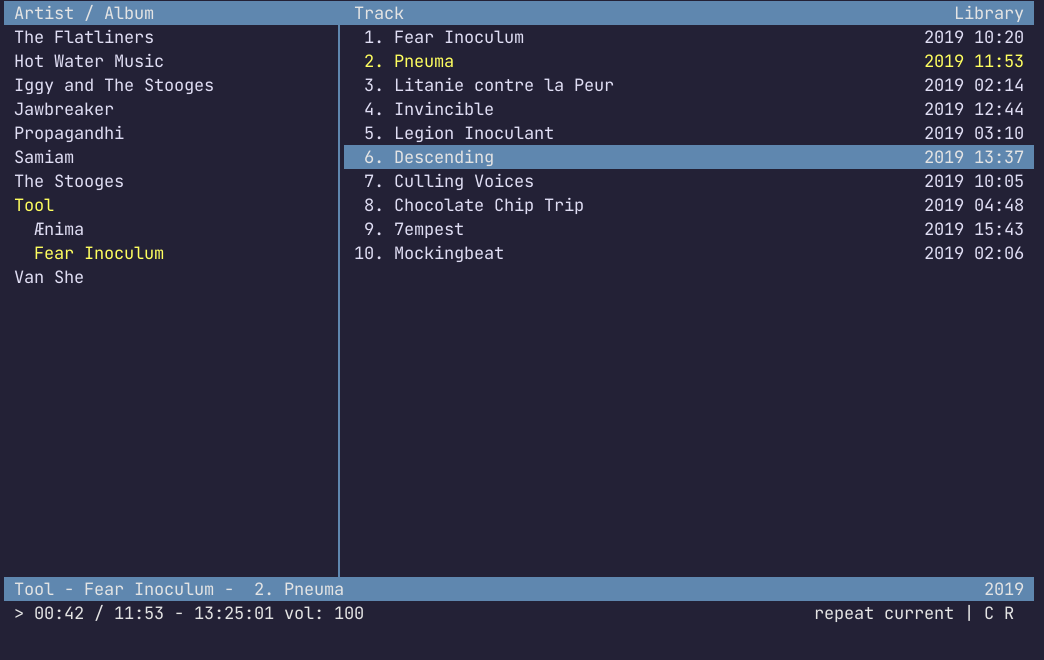 Artist / Album Track Library
The Flatliners 1. Fear Inoculum 2019 10:20
Hot Water Music 2. Pneuma 2019 11:53
Iggy and The Stooges 3. Litanie contre la Peur 2019 02:14
Jawbreaker 4. Invincible 2019 12:44
Propagandhi 5. Legion Inoculant 2019 03:10
Samiam 6. Descending 2019 13:37
The Stooges 7. Culling Voices 2019 10:05
Tool 8. Chocolate Chip Trip 2019 04:48
Ænima 9. 7empest 2019 15:43
Fear Inoculum 10. Mockingbeat 2019 02:06
Van She
Tool - Fear Inoculum - 2. Pneuma 2019
> 00:42 / 11:53 - 13:25:01 vol: 100 repeat current | C R